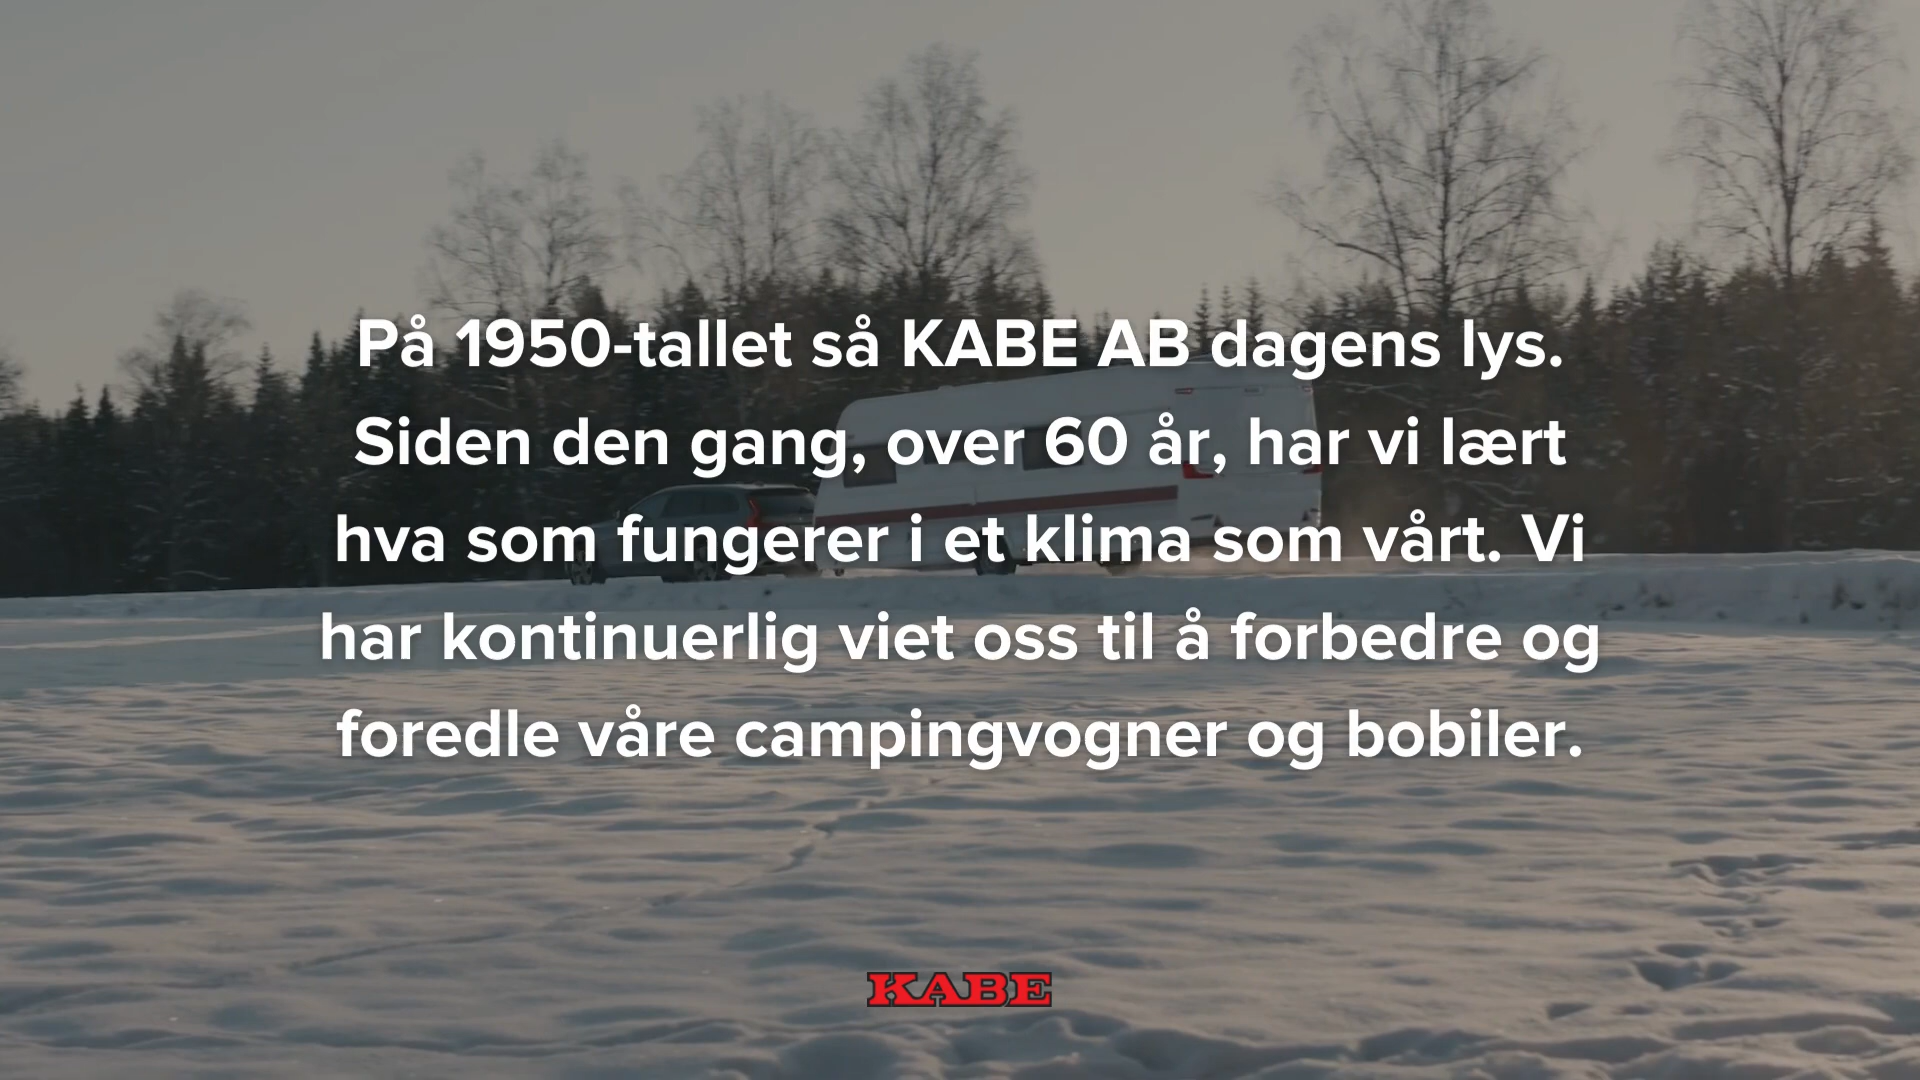 På 1950-tallet så KABE AB dagens lys.
Siden den gang, over 60 år, har vi lært
hva som fungerer i et klima som vårt. Vi
har kontinuerlig viet oss til å forbedre og
foredle våre campingvogner og bobiler.
KABE